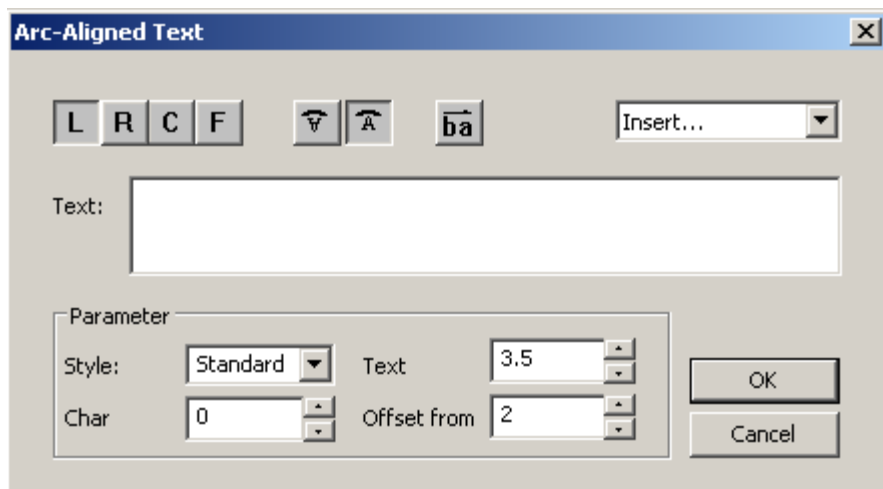 Arc-Aligned Text
L R C F A A ba Insert...
Text:
Parameter
Style: Standard Text 3.5
Char 0 Offset from 2
OK
Cancel